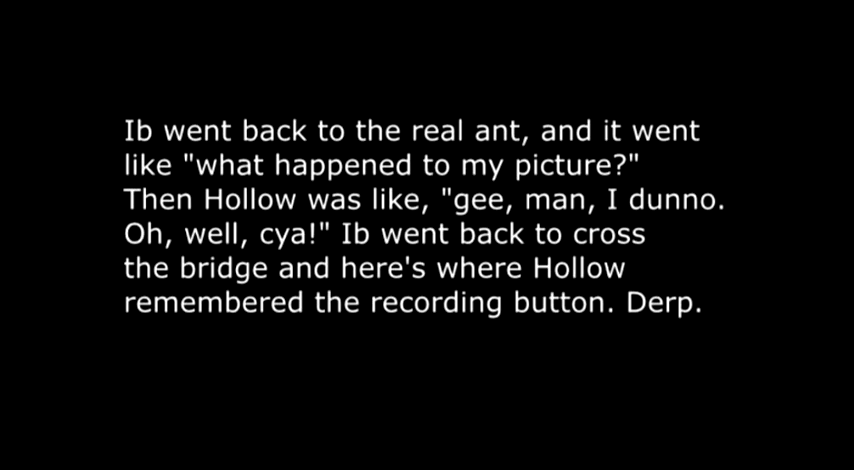 Ib went back to the real ant, and it went
like "what happened to my picture?"
Then Hollow was like, "gee, man, I dunno.
Oh, well, cya!" Ib went back to cross
the bridge and here's where Hollow
remembered the recording button. Derp.